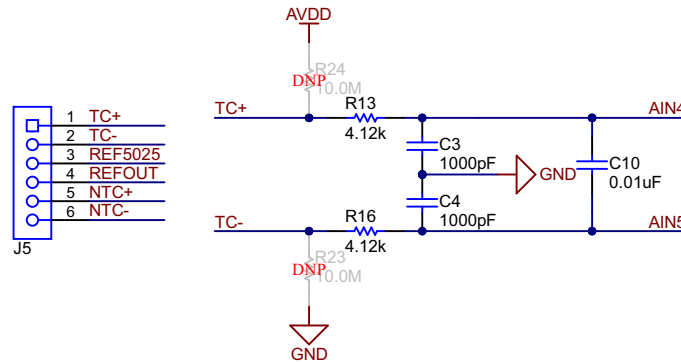 AVDD
R24
DNP
10.0M
TC+
R13
4.12k
AIN4
1 TC+
2 TC-
3 REF5025
4 REFOUT
5 NTC+
6 NTC-
J5
C3
1000pF
GND
C10
0.01uF
C4
1000pF
TC-
R16
4.12k
AIN5
R23
DNP
10.0M
GND